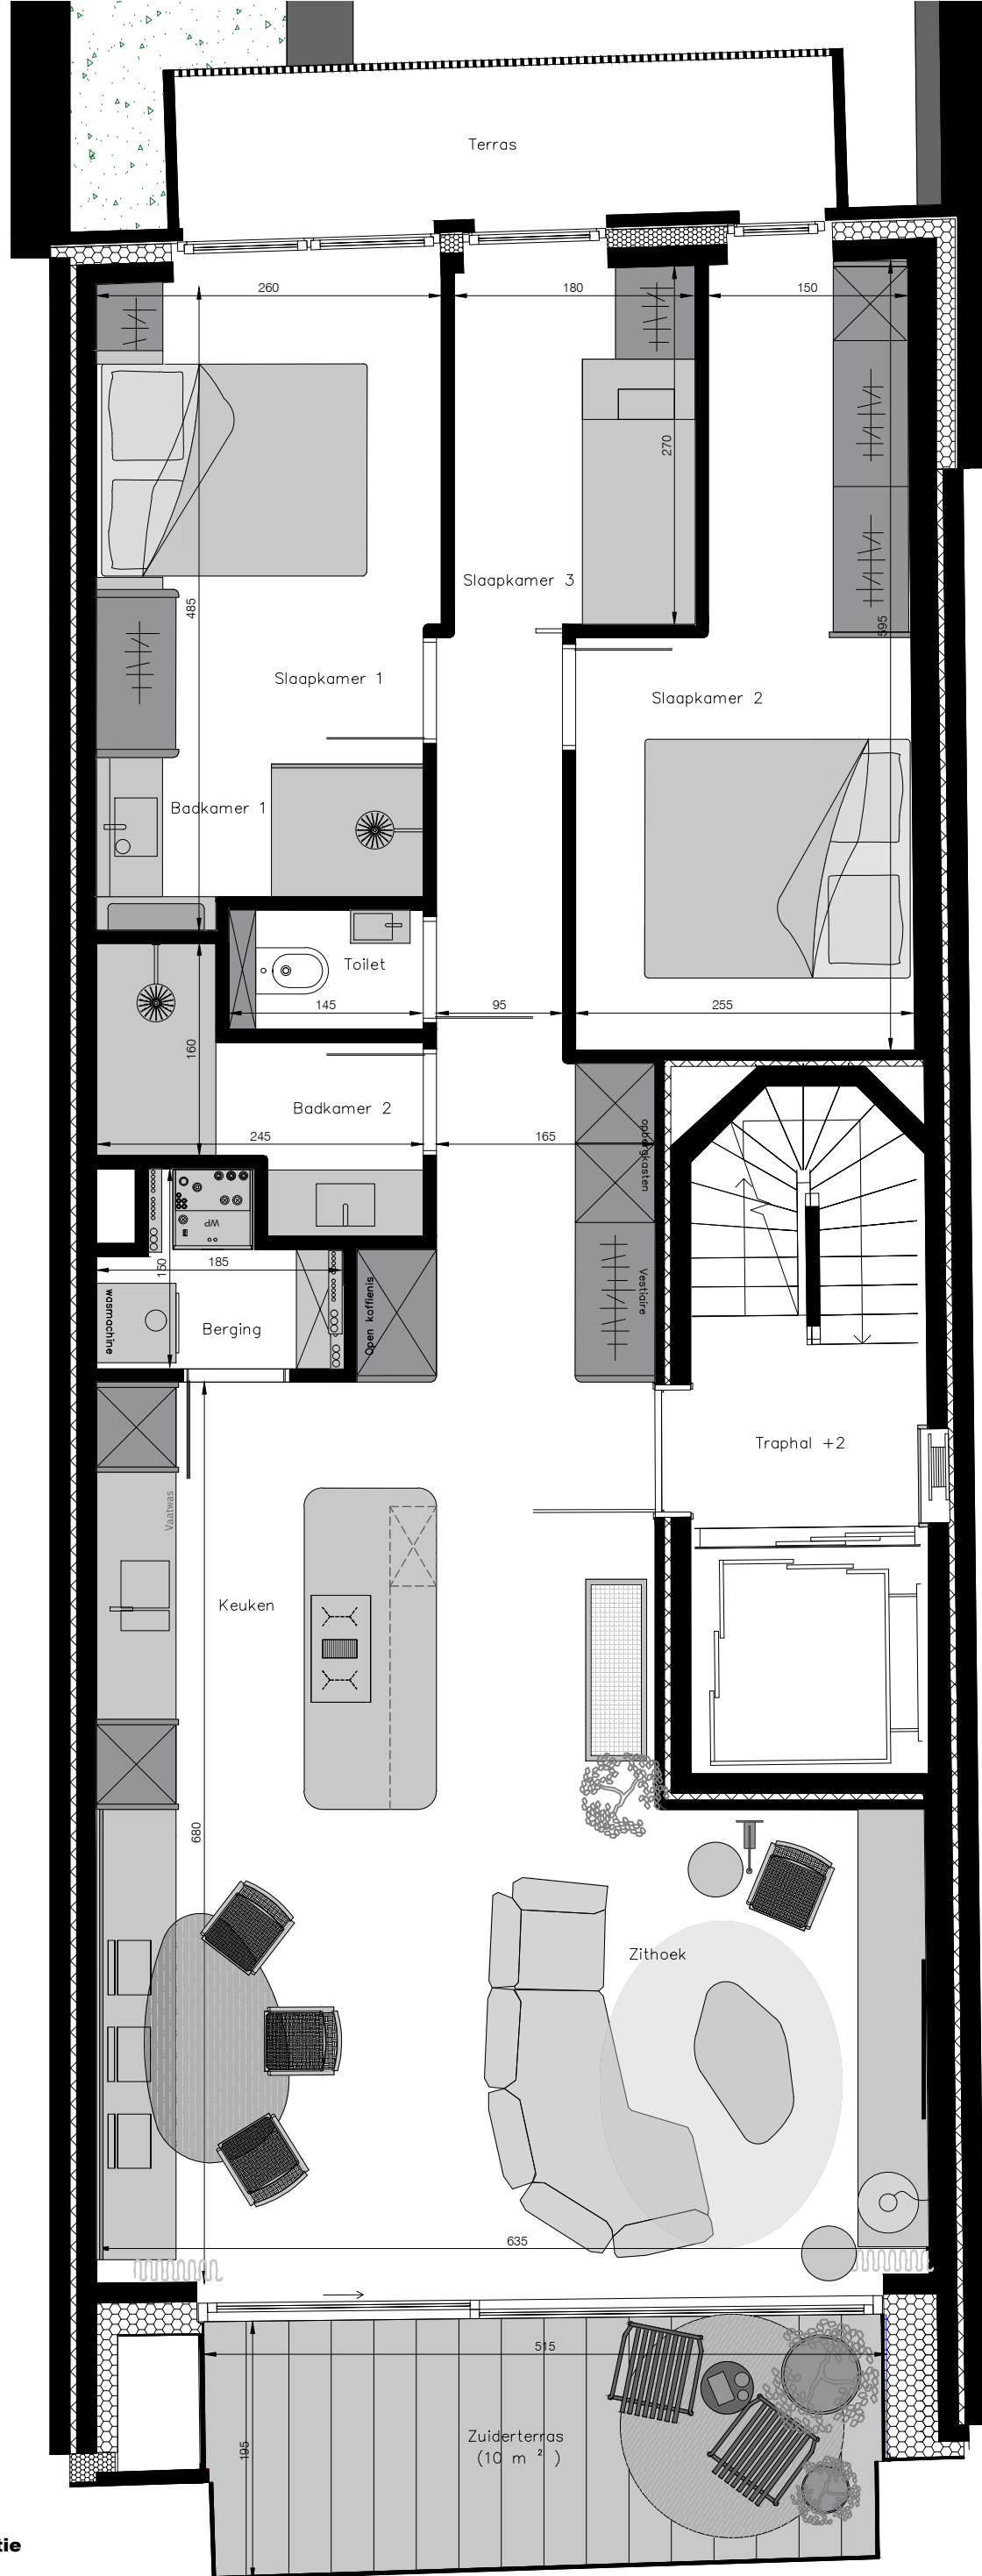 Terras
260
180
150
270
Slaapkamer 3
485
595
Slaapkamer 1
Slaapkamer 2
Badkamer 1
Toilet
145
95
255
160
Badkamer 2
245
165
opbergkasten
WP
185
150
wasmachine
Berging
Open koffienis
Vestiaire
Traphal +2
Vaatwas
Keuken
680
Zithoek
635
515
Zuiderterras
(10 m ² )
195
tie